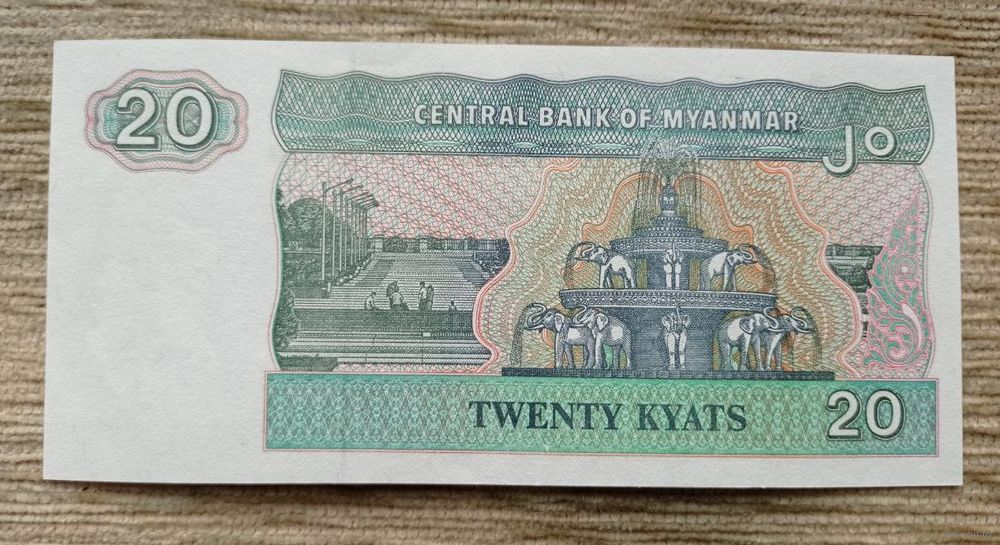 20
CENTRAL BANK OF MYANMAR
၂၀
TWENTY KYATS
20